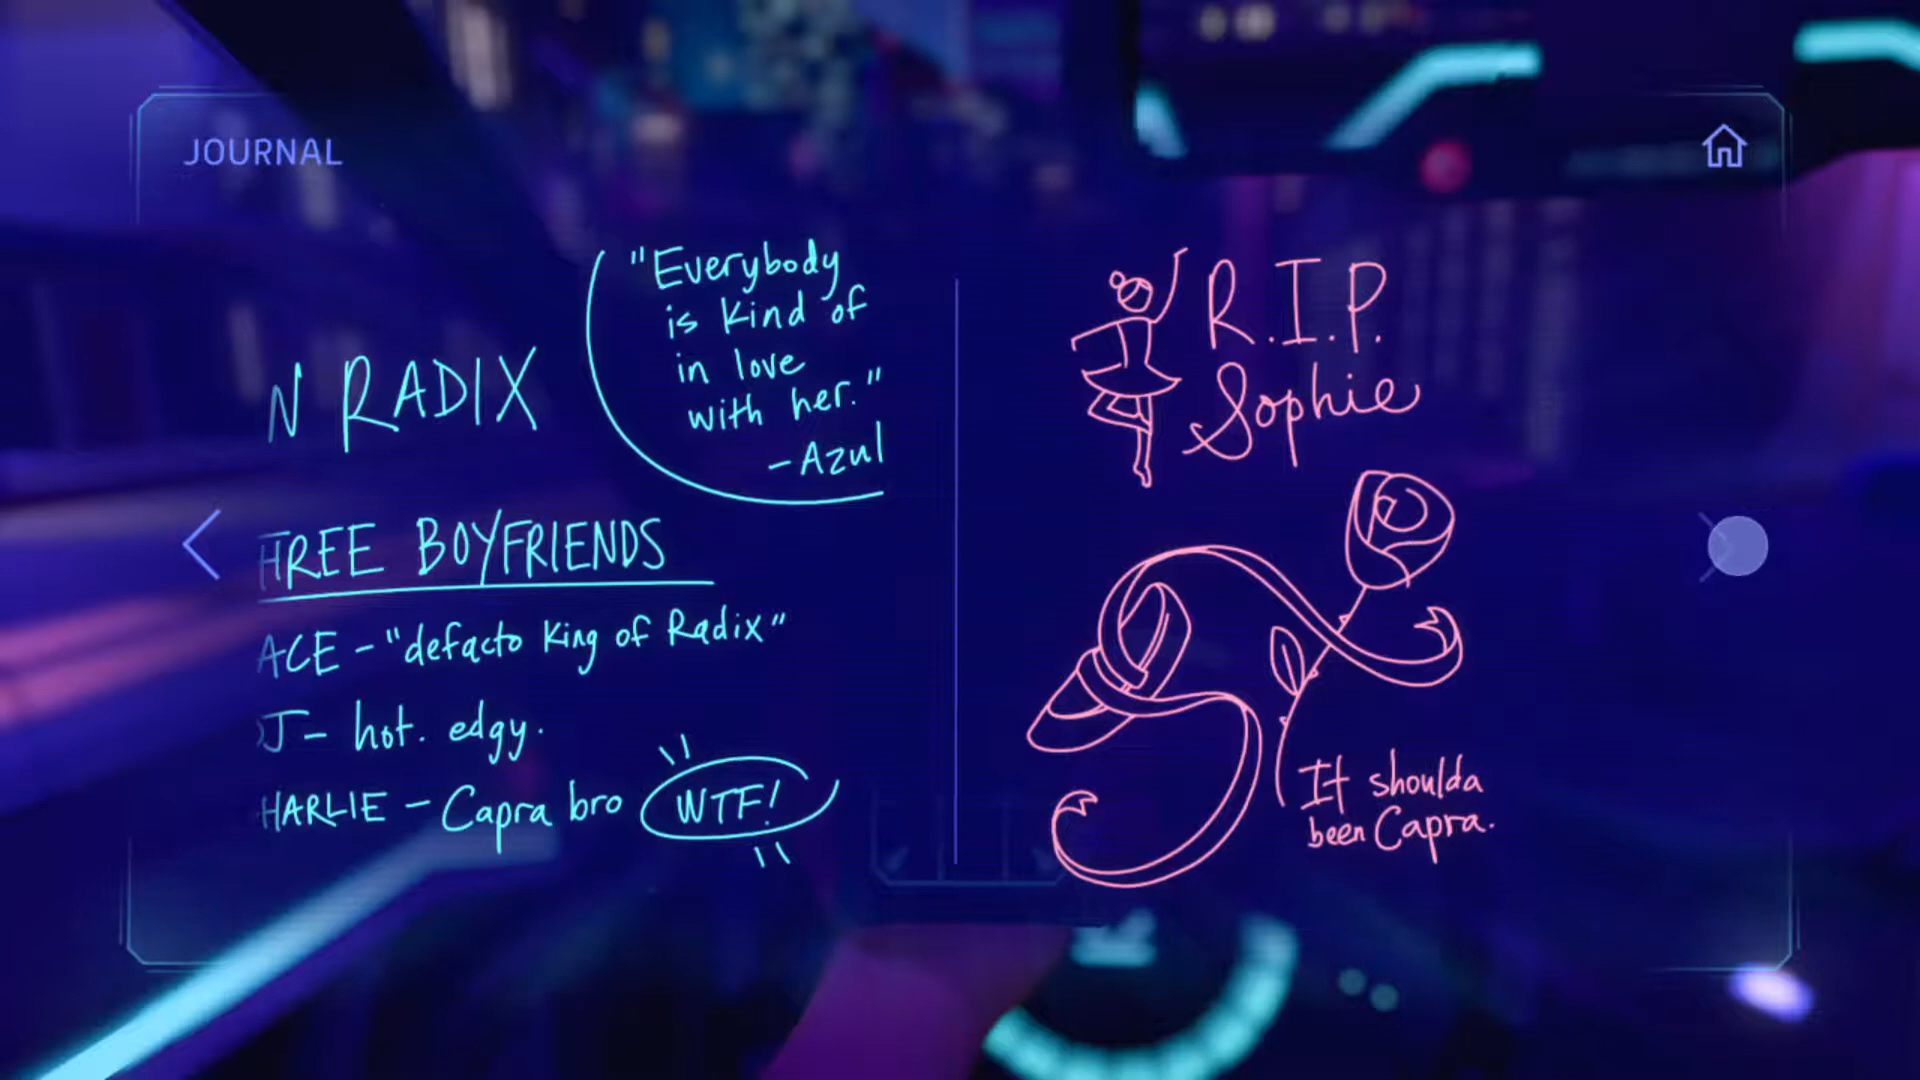 JOURNAL
"Everybody
is kind of
in love
with her."
-Azul
N RADIX
HREE BOYFRIENDS
ACE - "defacto King of Radix"
J - hot. edgy.
HARLIE - Capra bro WTF!
R.I.P.
Sophie
It shoulda
been Capra.